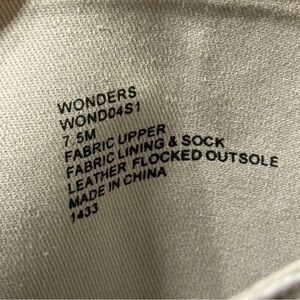 WONDERS
WOND04S1
7.5M
FABRIC UPPER
FABRIC LINING & SOCK
LEATHER FLOCKED OUTSOLE
MADE IN CHINA
1433